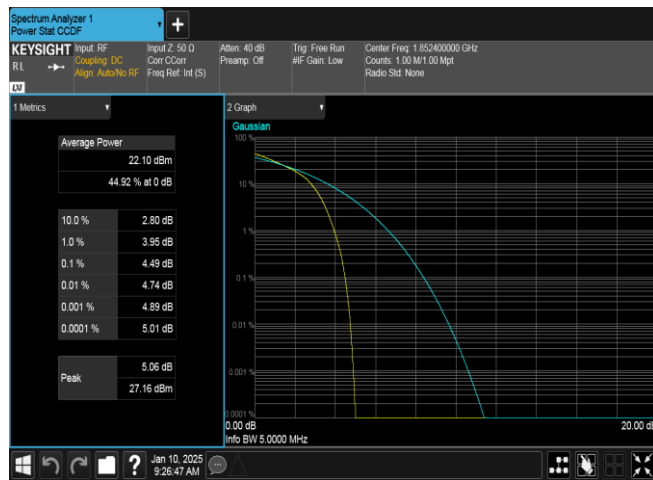 Spectrum Analyzer 1
Power Stat CCDF
+
KEYSIGHT
RL
LXI
Input: RF
Coupling: DC
Align: Auto/No RF
Input Z: 50 Ω
Corr CCorr
Freq Ref: Int (S)
Atten: 40 dB
Preamp: Off
Trig: Free Run
#IF Gain: Low
Center Freq: 1.852400000 GHz
Counts: 1.00 M/1.00 Mpt
Radio Std: None
1 Metrics
Average Power
22.10 dBm
44.92 % at 0 dB
10.0 % 2.80 dB
1.0 % 3.95 dB
0.1 % 4.49 dB
0.01 % 4.74 dB
0.001 % 4.89 dB
0.0001 % 5.01 dB
Peak
5.06 dB
27.16 dBm
2 Graph
Gaussian
100 %
10 %
1 %
0.1 %
0.01 %
0.001 %
0.0001 %
0.00 dB
20.00 dB
Info BW 5.0000 MHz
?
Jan 10, 2025
9:26:47 AM